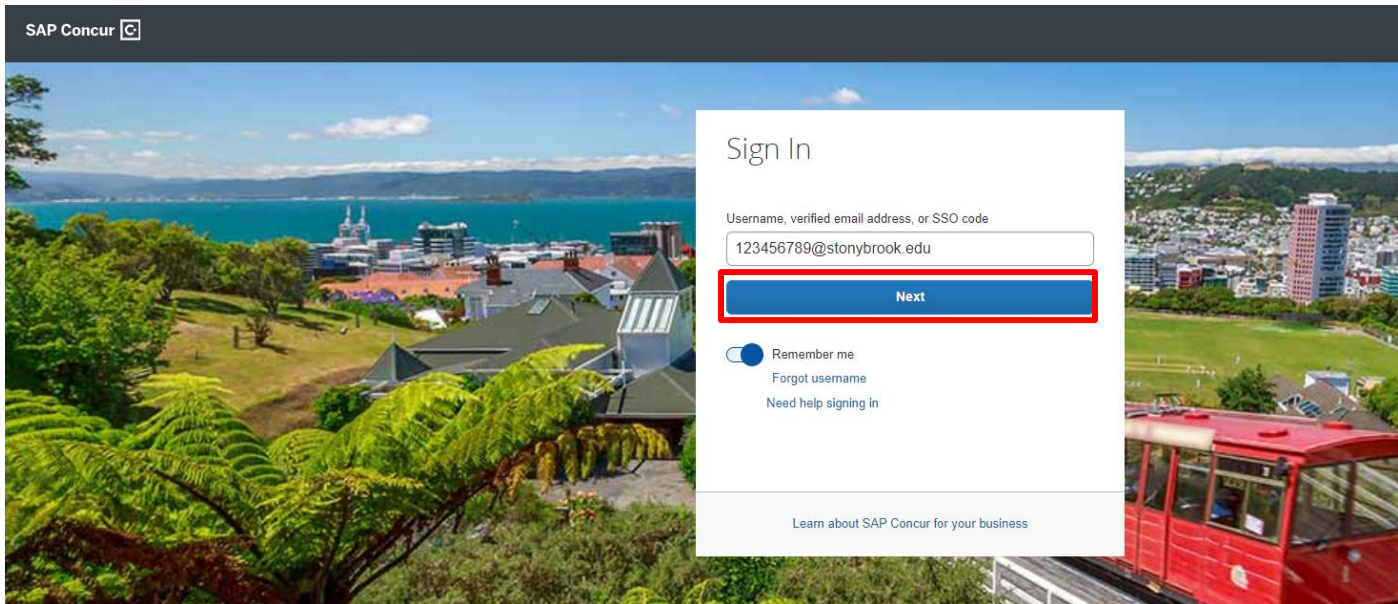 SAP Concur C
Sign In
Username, verified email address, or SSO code
123456789@stonybrook.edu
Next
Remember me
Forgot username
Need help signing in
Learn about SAP Concur for your business